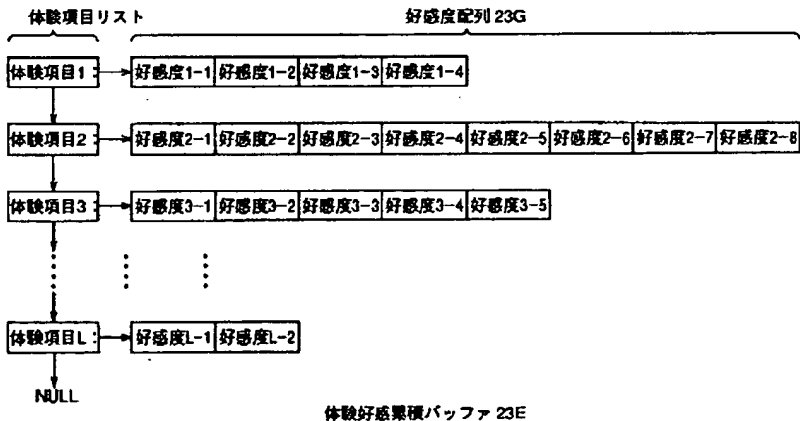 体験項目リスト 好感度配列 23G
体験項目1 好感度1-1 好感度1-2 好感度1-3 好感度1-4
体験項目2 好感度2-1 好感度2-2 好感度2-3 好感度2-4 好感度2-5 好感度2-6 好感度2-7 好感度2-8
体験項目3 好感度3-1 好感度3-2 好感度3-3 好感度3-4 好感度3-5
体験項目L 好感度L-1 好感度L-2
NULL
体験好感累積バッファ 23E